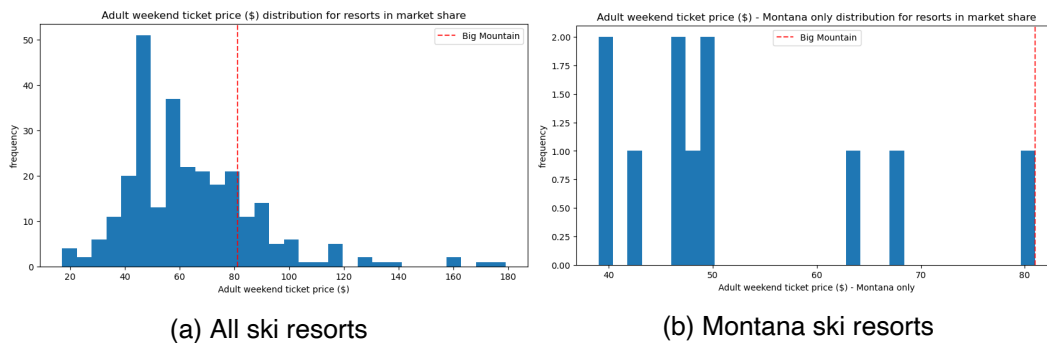 Adult weekend ticket price ($) distribution for resorts in market share
Big Mountain
50
40
30
20
10
0
frequency
20 40 60 80 100 120 140 160 180
Adult weekend ticket price ($)
(a) All ski resorts
Adult weekend ticket price ($) - Montana only distribution for resorts in market share
Big Mountain
2.00
1.75
1.50
1.25
1.00
0.75
0.50
0.25
0.00
frequency
40 50 60 70 80
Adult weekend ticket price ($) - Montana only
(b) Montana ski resorts